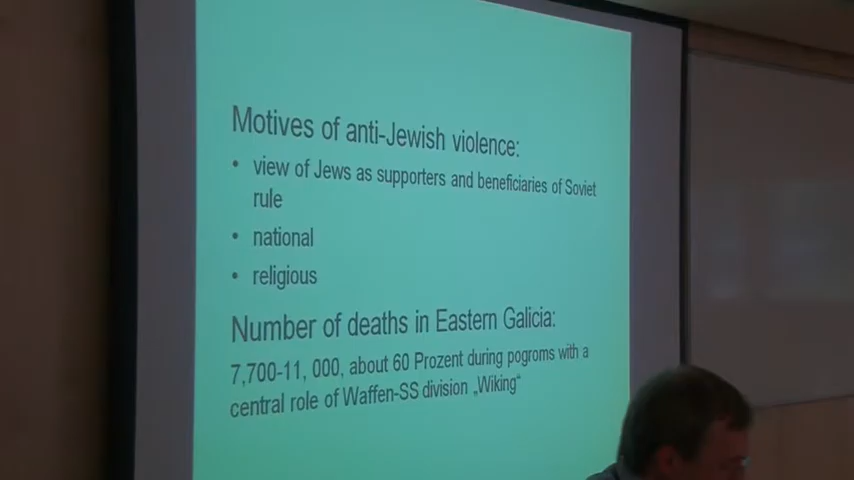 Motives of anti-Jewish violence:
• view of Jews as supporters and beneficiaries of Soviet
rule
• national
• religious
Number of deaths in Eastern Galicia:
7,700-11, 000, about 60 Prozent during pogroms with a
central role of Waffen-SS division „Wiking“